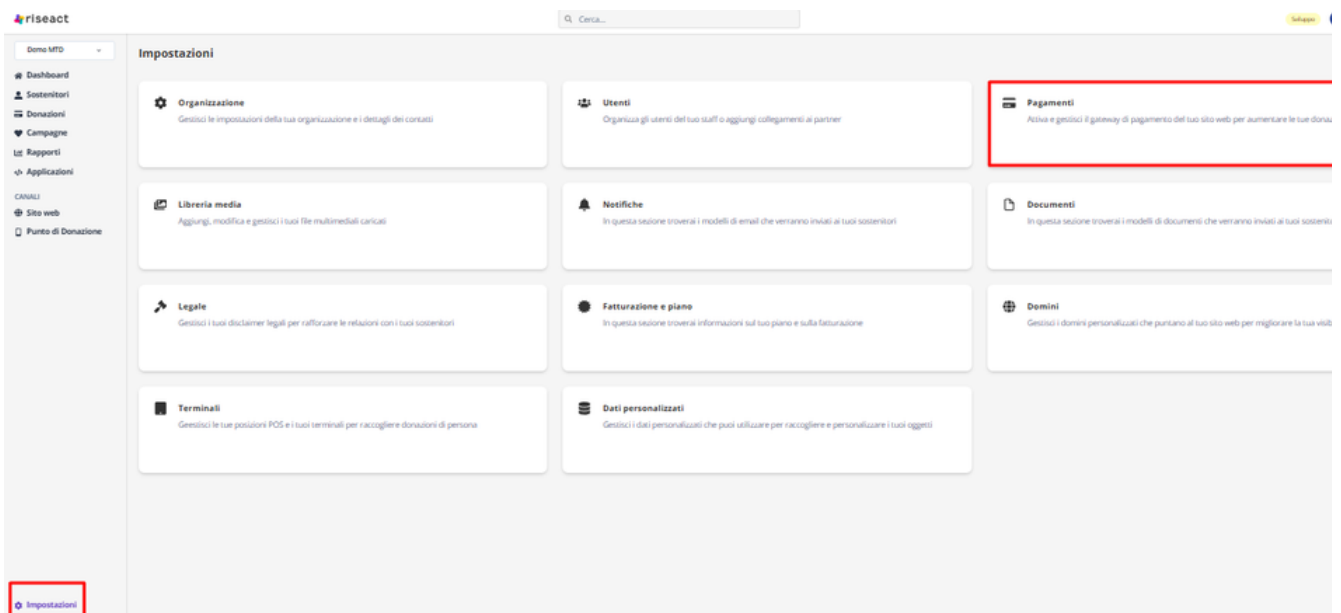 riseact
Cerca...
Sviluppo
Demo MTD
Dashboard
Sostenitori
Donazioni
Campagne
Rapporti
Applicazioni
CANALI
Sito web
Punto di Donazione
Impostazioni
Impostazioni
Organizzazione
Gestisci le impostazioni della tua organizzazione e i dettagli dei contatti
Utenti
Organizza gli utenti del tuo staff o aggiungi collegamenti ai partner
Pagamenti
Attiva e gestisci il gateway di pagamento del tuo sito web per aumentare le tue
Libreria media
Aggiungi, modifica e gestisci i tuoi file multimediali caricati
Notifiche
In questa sezione troverai i modelli di email che verranno inviati ai tuoi sostenitori
Documenti
In questa sezione troverai i modelli di documenti che verranno inviati ai tuoi
Legale
Gestisci i tuoi disclaimer legali per rafforzare le relazioni con i tuoi sostenitori
Fatturazione e piano
In questa sezione troverai informazioni sul tuo piano e sulla fatturazione
Domini
Gestisci i domini personalizzati che puntano al tuo sito web per migliorare la tua
Terminali
Geestisci le tue posizioni POS e i tuoi terminali per raccogliere donazioni di persona
Dati personalizzati
Gestisci i dati personalizzati che puoi utilizzare per raccogliere e personalizzare i tuoi oggetti